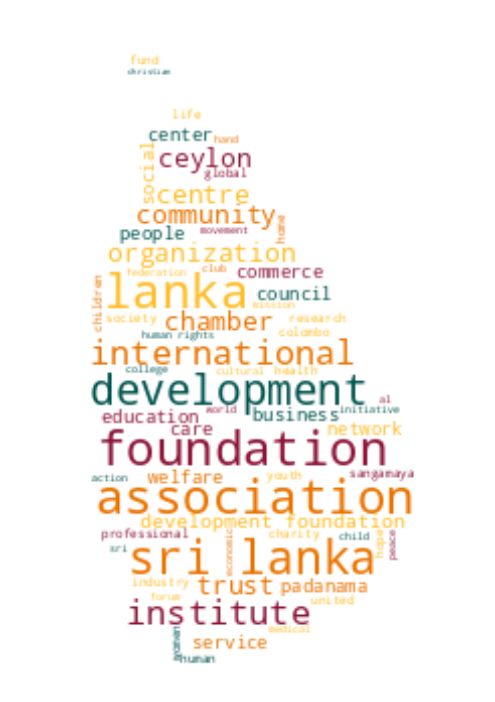 fund
christian
life
center hand
social ceylon
global
centre
community home
people movement
organization
federation club commerce
children lanka council
mission
society chamber research
human rights colombo
international
college cultural health
development al
education world business initiative
care network
foundation
action welfare youth sangamaya
association
development foundation
professional economic charity child hope peace
sri sri lanka
industry trust padanama
forum united
institute
medical
women service
human